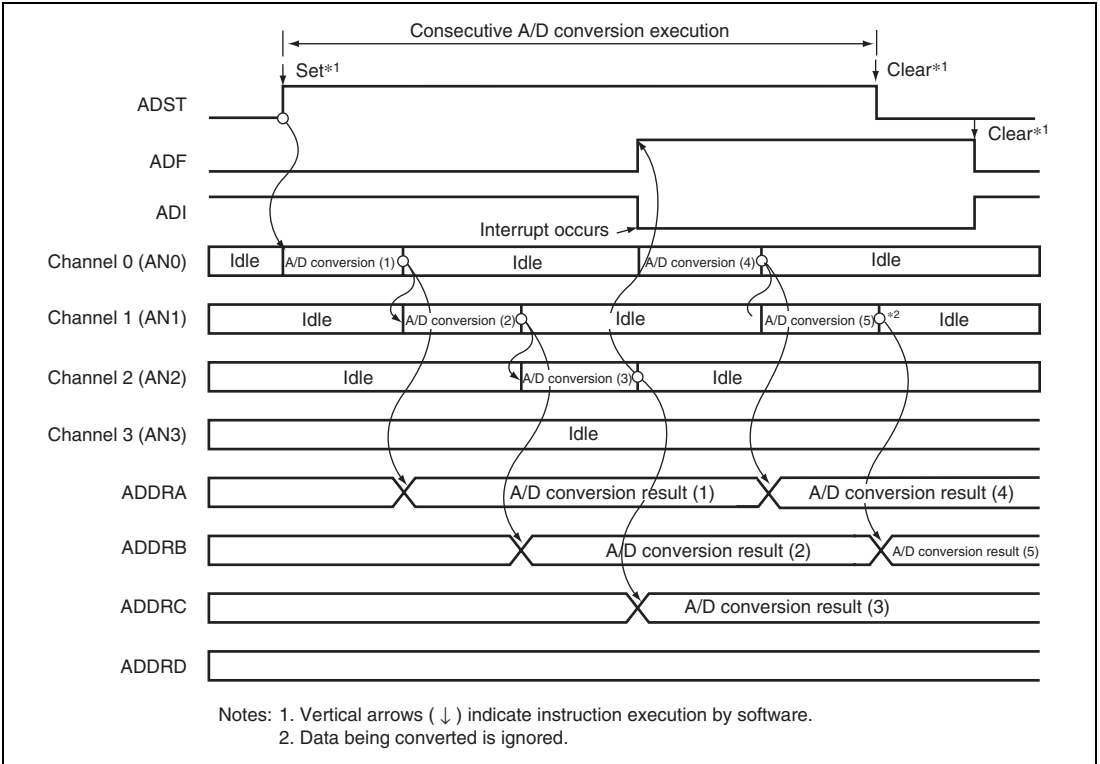 Consecutive A/D conversion execution
Set*1
Clear*1
ADST
Clear*1
ADF
ADI
Interrupt occurs
Channel 0 (AN0) Idle A/D conversion (1) Idle A/D conversion (4) Idle
Channel 1 (AN1) Idle A/D conversion (2) Idle A/D conversion (5) *2 Idle
Channel 2 (AN2) Idle A/D conversion (3) Idle
Channel 3 (AN3) Idle
ADDRA A/D conversion result (1) A/D conversion result (4)
ADDRB A/D conversion result (2) A/D conversion result (5)
ADDRC A/D conversion result (3)
ADDRD
Notes: 1. Vertical arrows ( ↓ ) indicate instruction execution by software.
2. Data being converted is ignored.